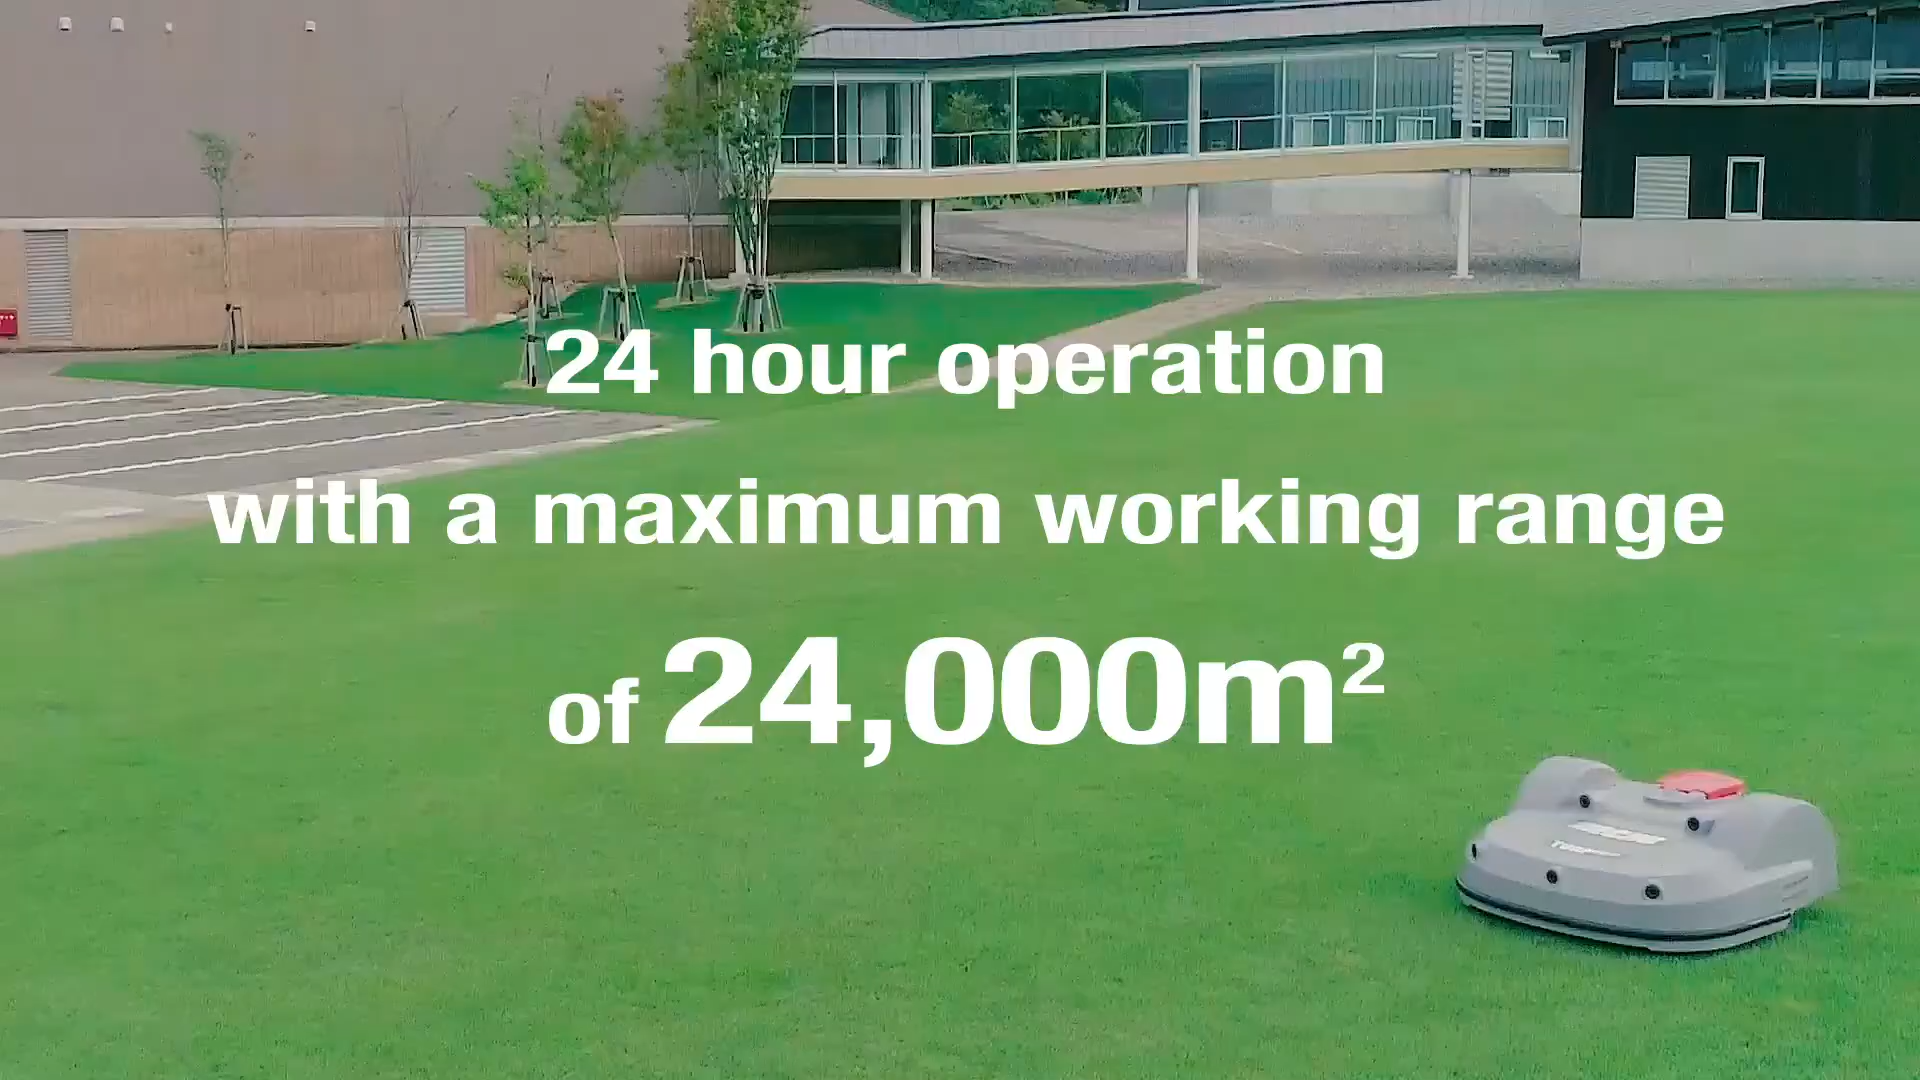 24 hour operation
with a maximum working range
of 24,000m²